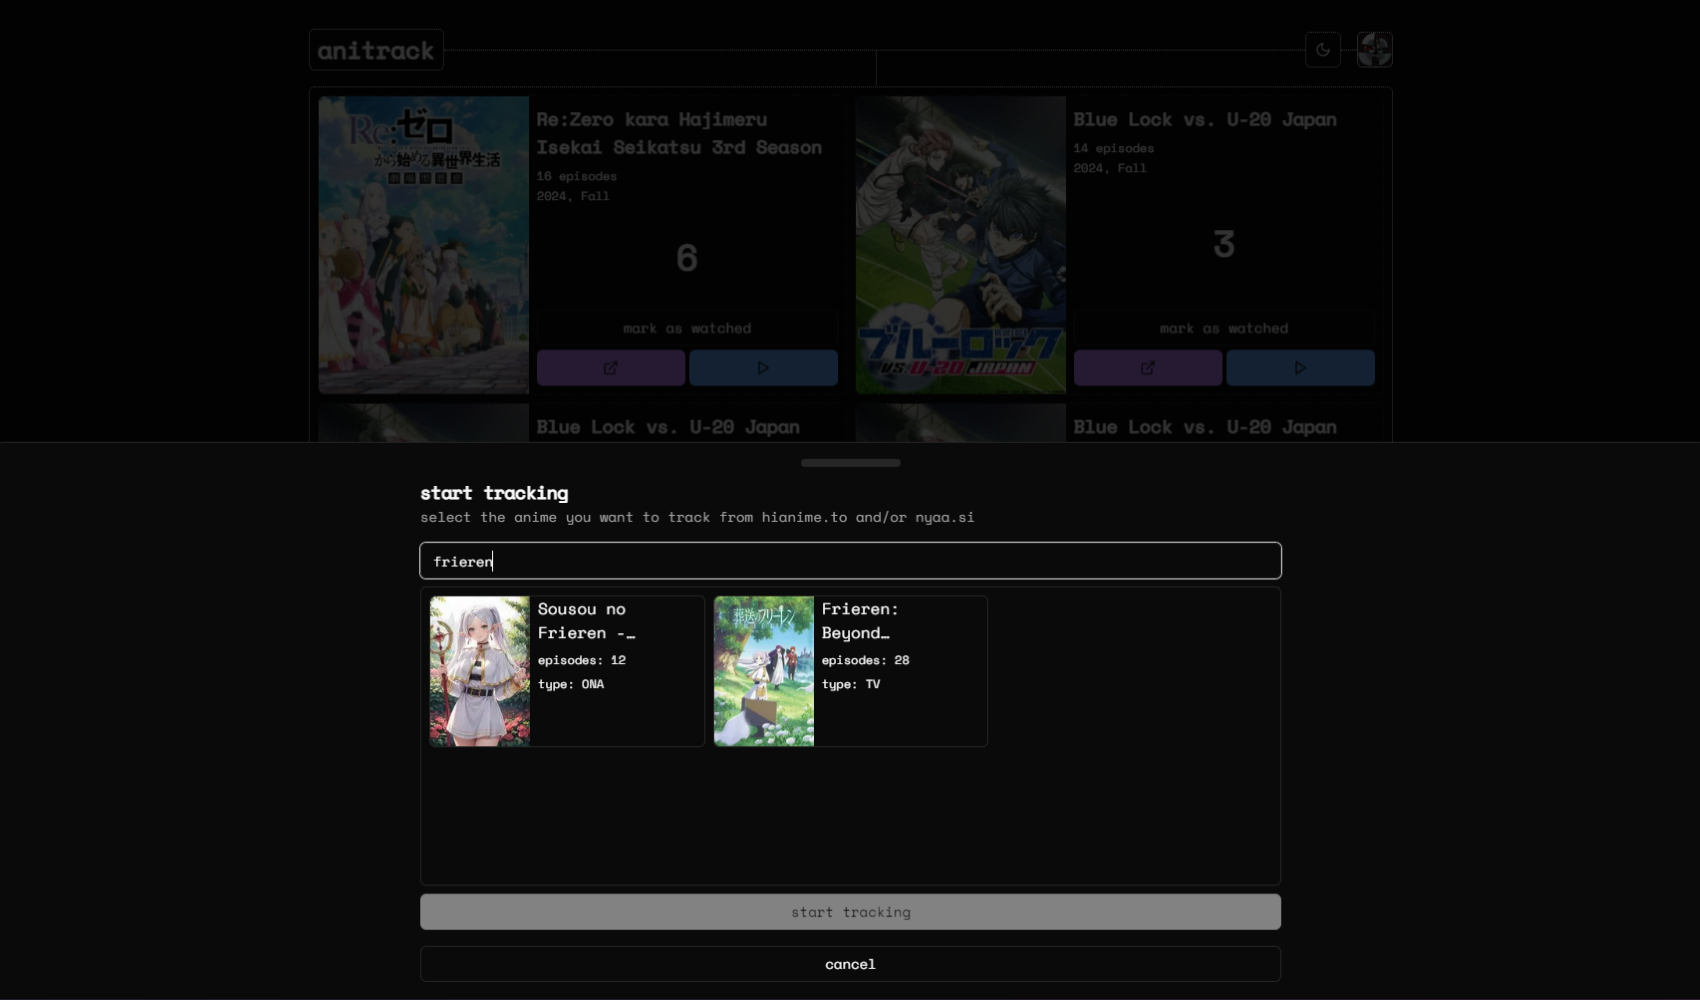 anitrack
Re:ゼロ
から始める異世界生活
Re:Zero kara Hajimeru
Isekai Seikatsu 3rd Season
16 episodes
2024, Fall
6
mark as watched
ブルーロック
VS. U-20 JAPAN
Blue Lock vs. U-20 Japan
14 episodes
2024, Fall
3
mark as watched
Blue Lock vs. U-20 Japan
Blue Lock vs. U-20 Japan
start tracking
select the anime you want to track from hianime.to and/or nyaa.si
frieren
Sousou no
Frieren -…
episodes: 12
type: ONA
葬送のフリーレン
Frieren:
Beyond…
episodes: 28
type: TV
start tracking
cancel